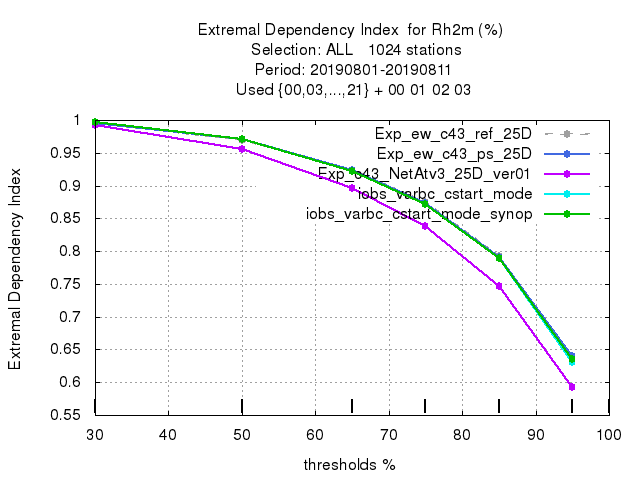 Extremal Dependency Index for Rh2m (%)
Selection: ALL 1024 stations
Period: 20190801-20190811
Used {00,03,...,21} + 00 01 02 03
Exp_ew_c43_ref_25D
Exp_ew_c43_ps_25D
Exp_c43_NetAtv3_25D_ver01
iobs_varbc_cstart_mode
iobs_varbc_cstart_mode_synop
Extremal Dependency Index
1
0.95
0.9
0.85
0.8
0.75
0.7
0.65
0.6
0.55
30 40 50 60 70 80 90 100
thresholds %